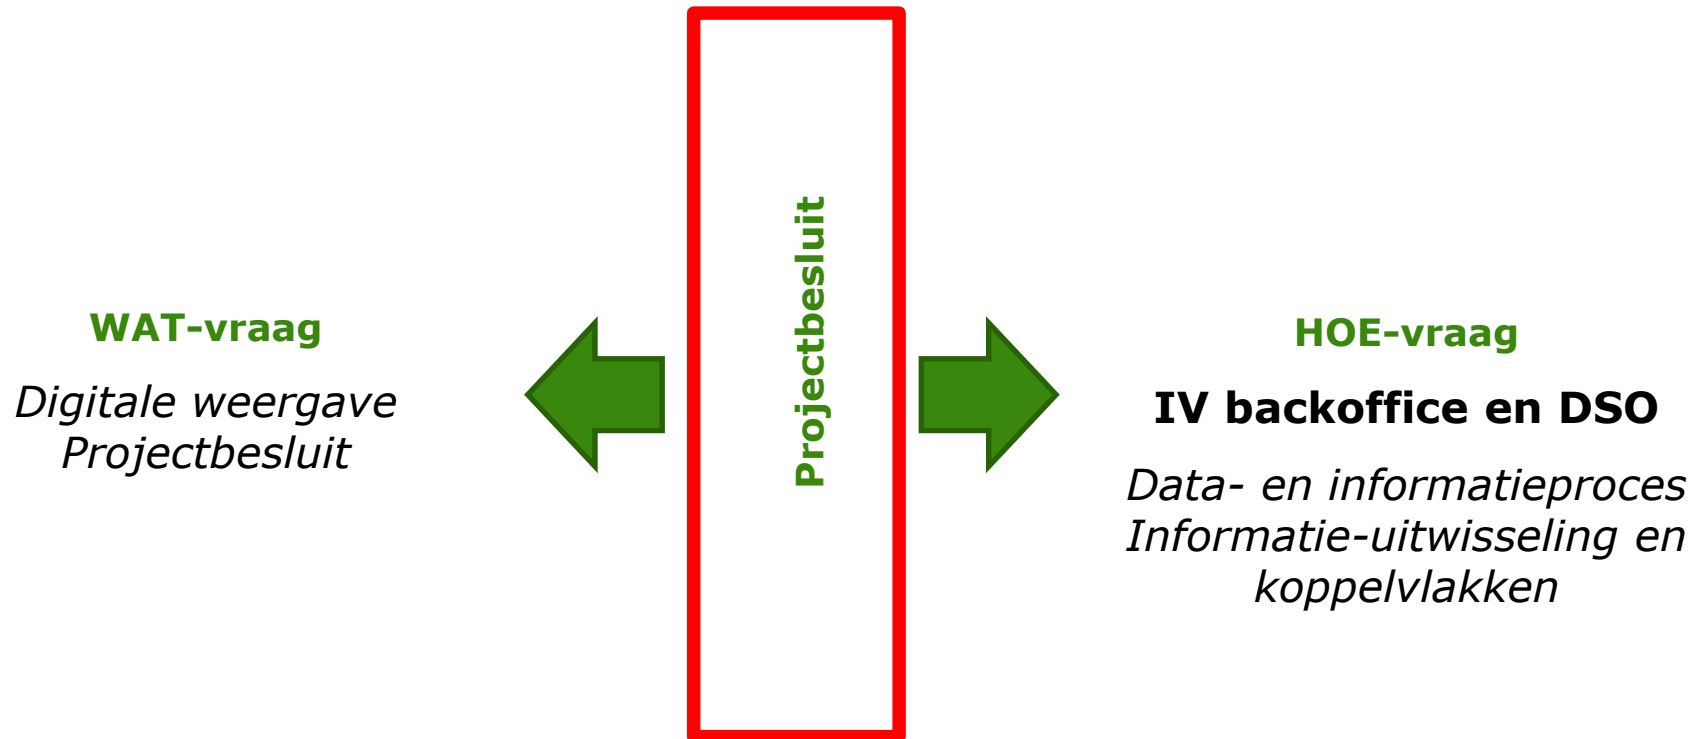 WAT-vraag
Digitale weergave
Projectbesluit
Projectbesluit
HOE-vraag
IV backoffice en DSO
Data- en informatieproces
Informatie-uitwisseling en
koppelvlakken